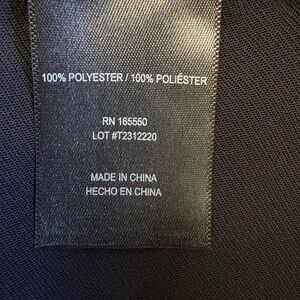 100% POLYESTER / 100% POLIÉSTER
RN 165550
LOT #T2312220
MADE IN CHINA
HECHO EN CHINA